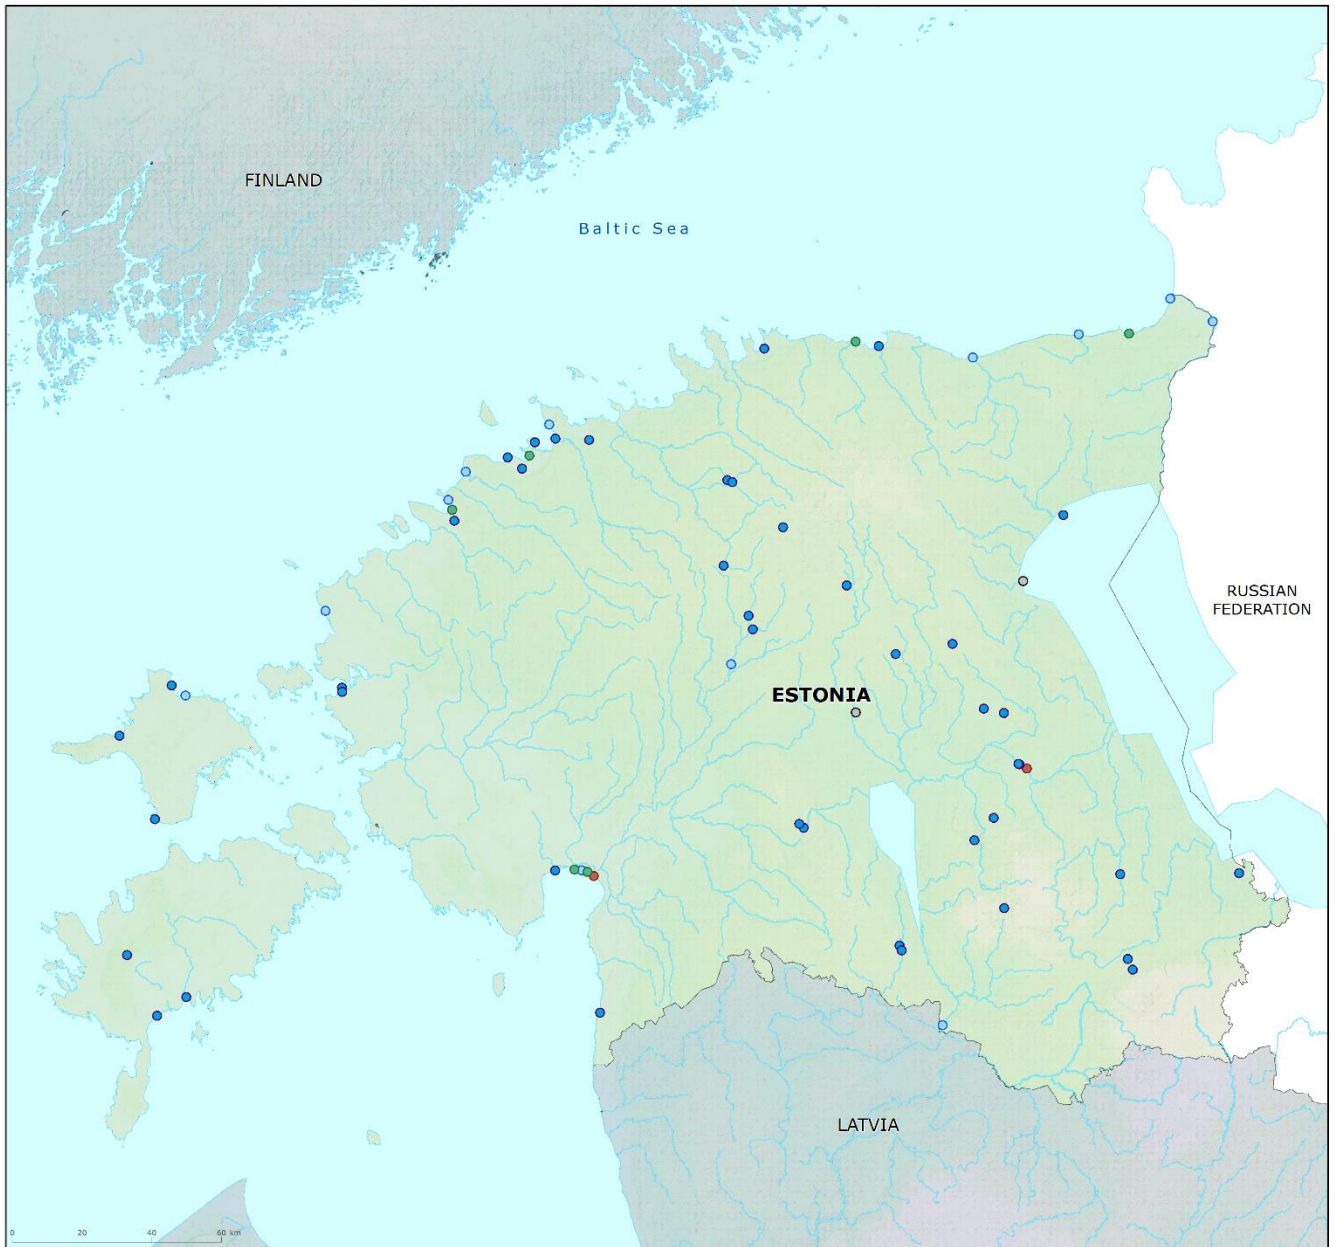 FINLAND
Baltic Sea
RUSSIAN
FEDERATION
ESTONIA
LATVIA
0 20 40 60 km